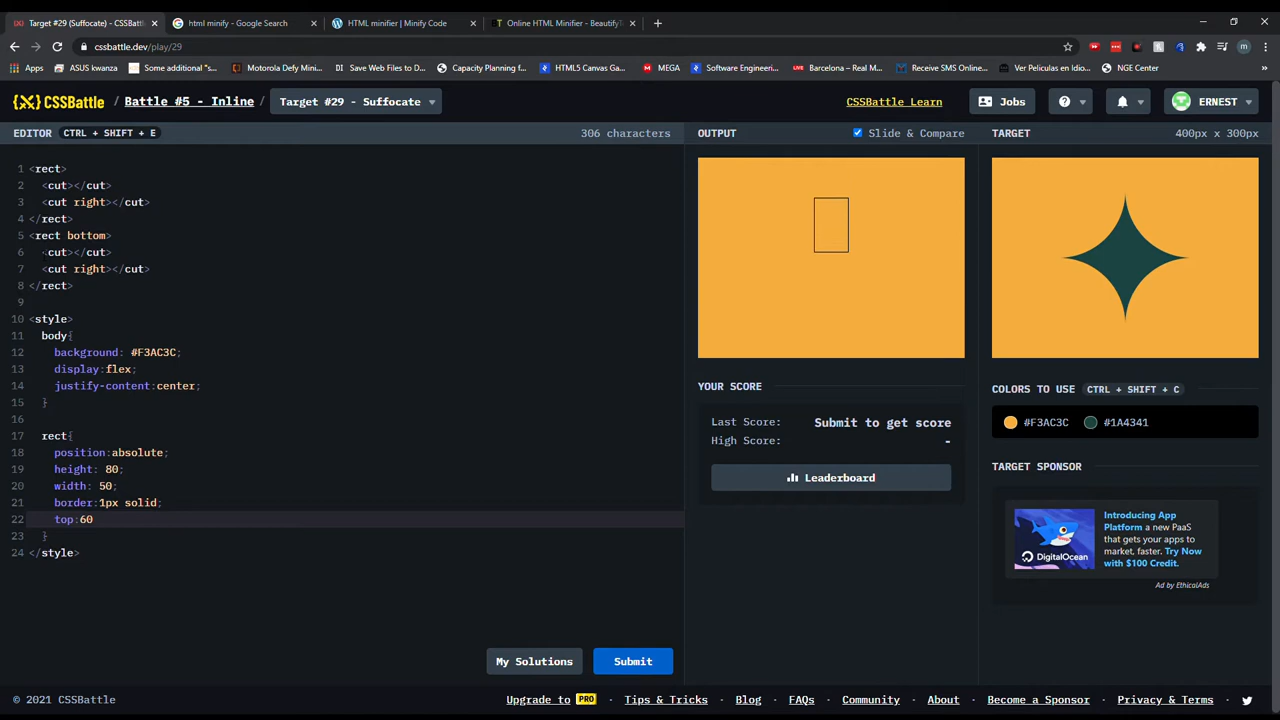 Target #29 (Suffocate) - CSSBatt
html minify - Google Search
HTML minifier | Minify Code
Online HTML Minifier - BeautifyT
cssbattle.dev/play/29
Apps
ASUS kwanza
Some additional "s...
Motorola Defy Mini...
Save Web Files to D...
Capacity Planning f...
HTML5 Canvas Ga...
MEGA
Software Engineeri...
LIVE Barcelona – Real M...
Receive SMS Online...
Ver Peliculas en Idio...
NGE Center
{X} CSSBattle / Battle #5 - Inline / Target #29 - Suffocate
CSSBattle Learn
Jobs
ERNEST
EDITOR CTRL + SHIFT + E
306 characters
OUTPUT
Slide & Compare
TARGET
400px x 300px
1 <rect>
2 <cut></cut>
3 <cut right></cut>
4 </rect>
5 <rect bottom>
6 <cut></cut>
7 <cut right></cut>
8 </rect>
9
10 <style>
11 body{
12 background: #F3AC3C;
13 display:flex;
14 justify-content:center;
15 }
16
17 rect{
18 position:absolute;
19 height: 80;
20 width: 50;
21 border:1px solid;
22 top:60
23 }
24 </style>
YOUR SCORE
Last Score: Submit to get score
High Score: -
Leaderboard
COLORS TO USE CTRL + SHIFT + C
#F3AC3C
#1A4341
TARGET SPONSOR
DigitalOcean
Introducing App
Platform a new PaaS
that gets your apps to
market, faster. Try Now
with $100 Credit.
Ad by EthicalAds
My Solutions
Submit
© 2021 CSSBattle
Upgrade to PRO · Tips & Tricks · Blog · FAQs · Community · About · Become a Sponsor · Privacy & Terms ·